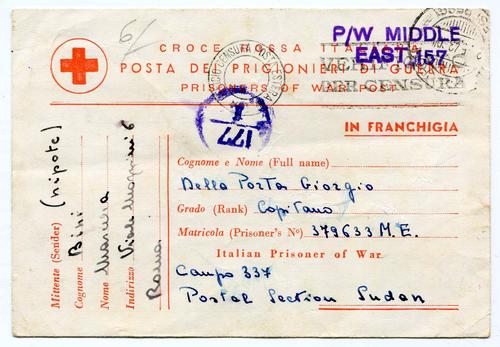 P/W MIDDLE
EAST 157
CROCE ROSSA ITALIANA
POSTA DEI PRIGIONIERI DI GUERRA
PRISONERS OF WAR POST
177
IN FRANCHIGIA
Cognome e Nome (Full name)
Della Porta Giorgio
Grado (Rank) Capitano
Matricola (Prisoner's No) 379633 M.E.
Italian Prisoner of War
Campo 337
Postal Section Sudan
Mittente (Sender) (nipote)
Cognome Bini
Nome
Indirizzo Viale 6
Roma